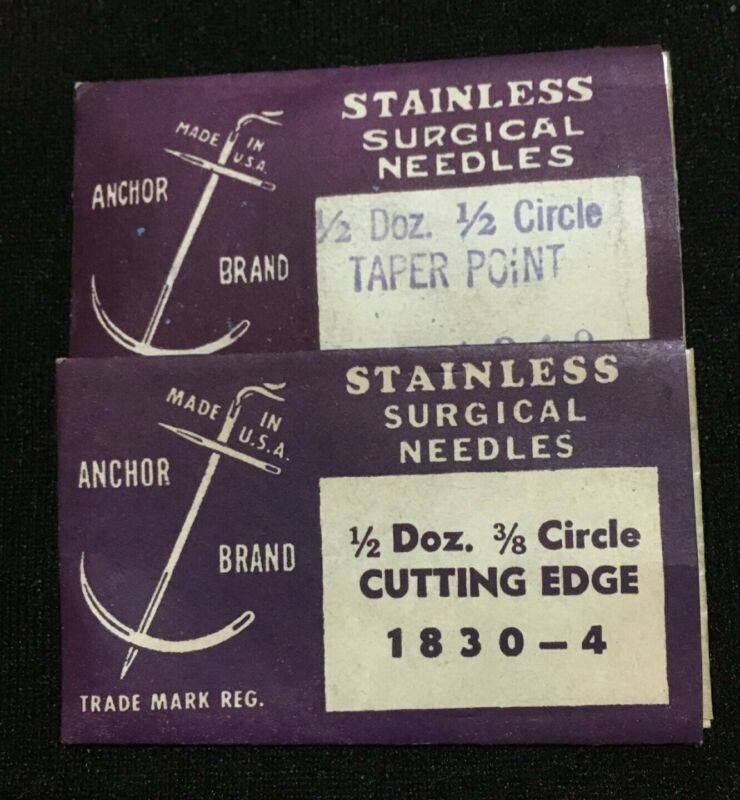 STAINLESS
SURGICAL
NEEDLES
MADE IN
U.S.A.
ANCHOR
BRAND
½ Doz. ½ Circle
TAPER POINT
STAINLESS
SURGICAL
NEEDLES
MADE IN
U.S.A.
ANCHOR
BRAND
½ Doz. ⅜ Circle
CUTTING EDGE
1830-4
TRADE MARK REG.